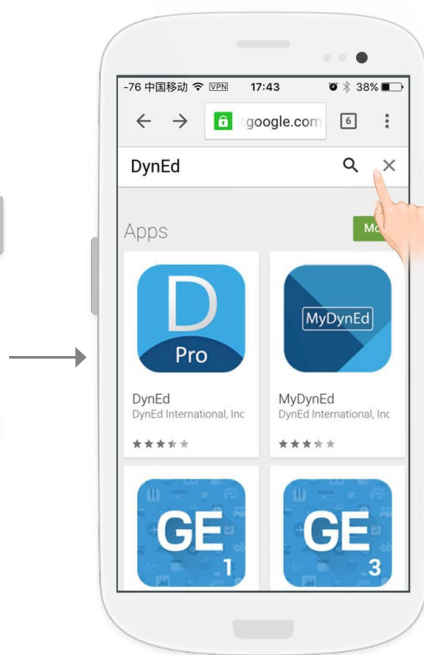 -76 中国移动 VPN 17:43 38%
google.com 6
DynEd
Apps
D
Pro
MyDynEd
DynEd
DynEd International, Inc
MyDynEd
DynEd International, Inc
GE
1
GE
3